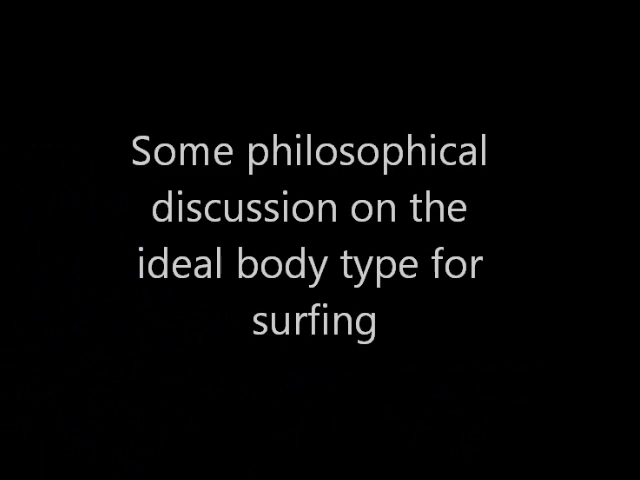 Some philosophical
discussion on the
ideal body type for
surfing